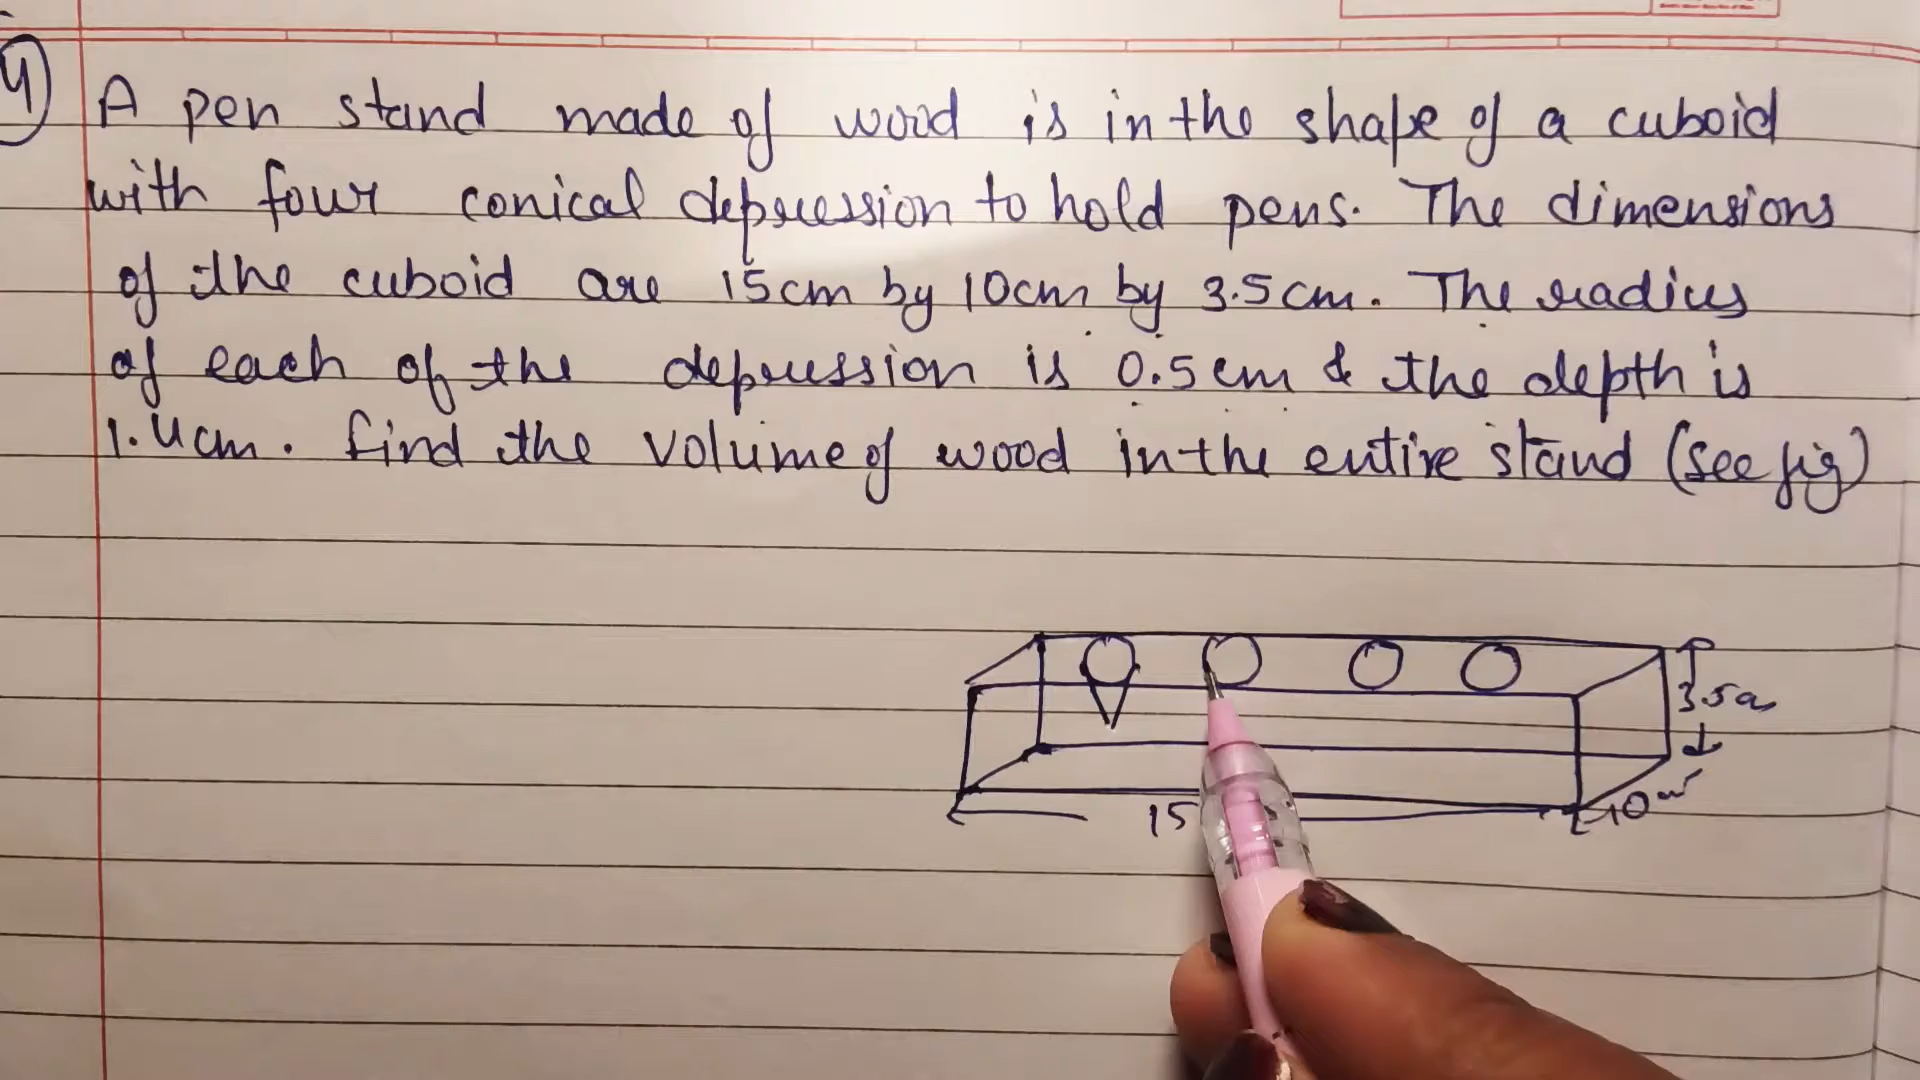 4) A pen stand made of wood is in the shape of a cuboid
with four conical depression to hold pens. The dimensions
of the cuboid are 15cm by 10cm by 3.5cm. The radius
of each of the depression is 0.5cm & the depth is
1.4cm. find the volume of wood in the entire stand (see fig)
3.5cm
10cm
15